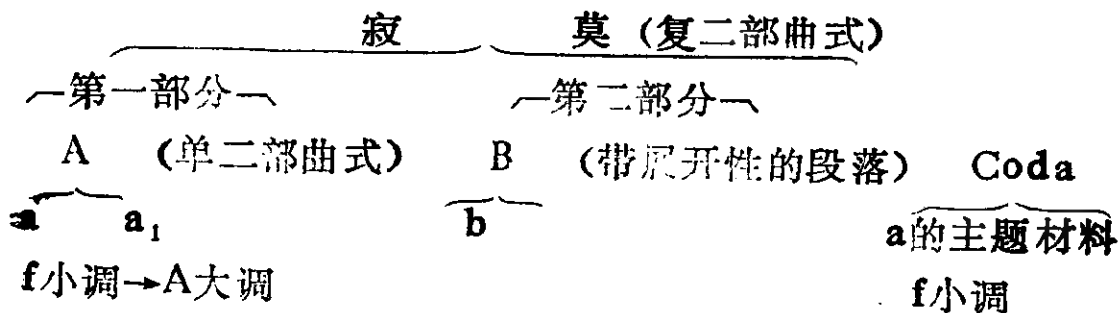 寂 莫（复二部曲式）
第一部分 第二部分
A （单二部曲式） B （带展开性的段落） Coda
a a₁ b a的主题材料
f小调→A大调 f小调